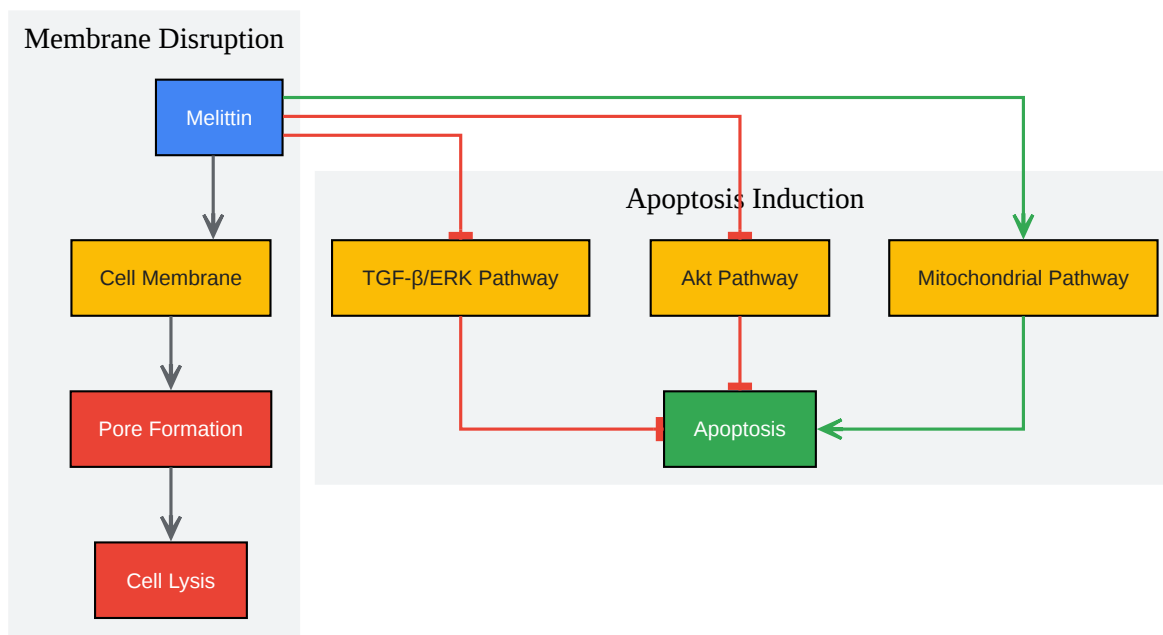 Membrane Disruption
Melittin
Apoptosis Induction
Cell Membrane
TGF-β/ERK Pathway
Akt Pathway
Mitochondrial Pathway
Pore Formation
Apoptosis
Cell Lysis